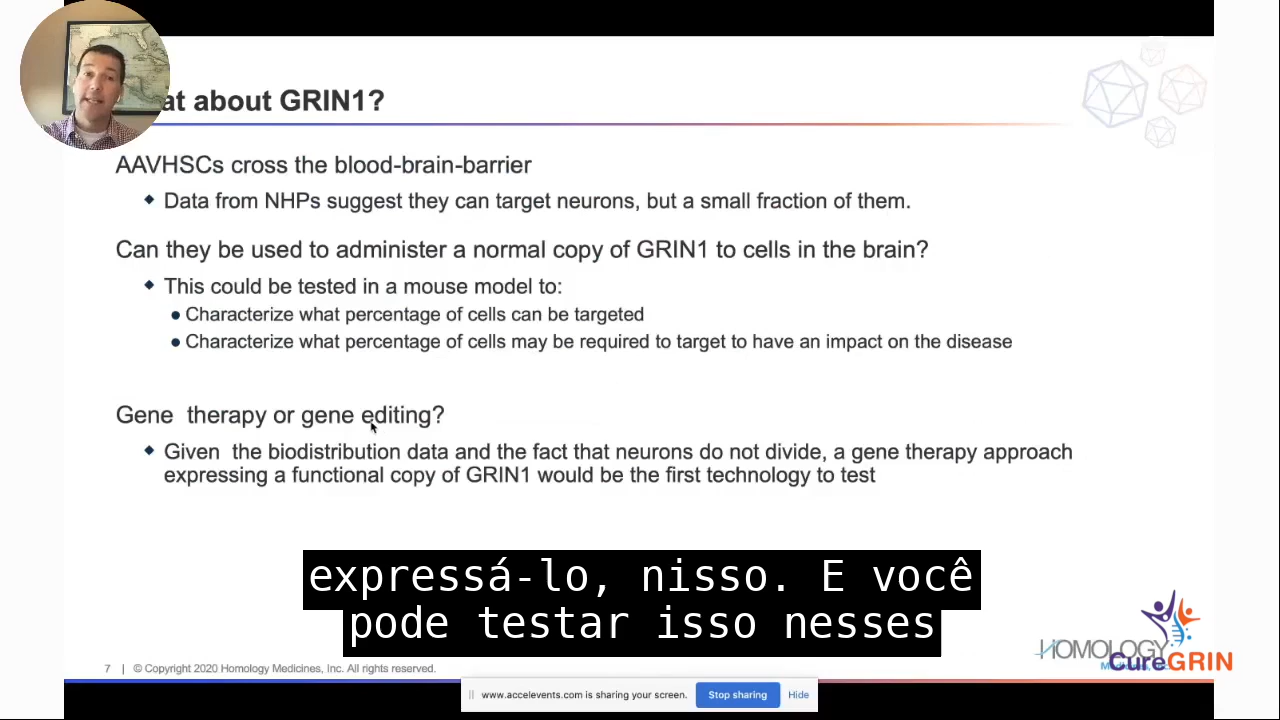 at about GRIN1?
AAVHSCs cross the blood-brain-barrier
Data from NHPs suggest they can target neurons, but a small fraction of them.
Can they be used to administer a normal copy of GRIN1 to cells in the brain?
This could be tested in a mouse model to:
Characterize what percentage of cells can be targeted
Characterize what percentage of cells may be required to target to have an impact on the disease
Gene therapy or gene editing?
Given the biodistribution data and the fact that neurons do not divide, a gene therapy approach
expressing a functional copy of GRIN1 would be the first technology to test
expressá-lo, nisso. E você
pode testar isso nesses
HOMOLOGY
CureGRIN
7 | © Copyright 2020 Homology Medicines, Inc. All rights reserved.
www.accelevents.com is sharing your screen. Stop sharing Hide